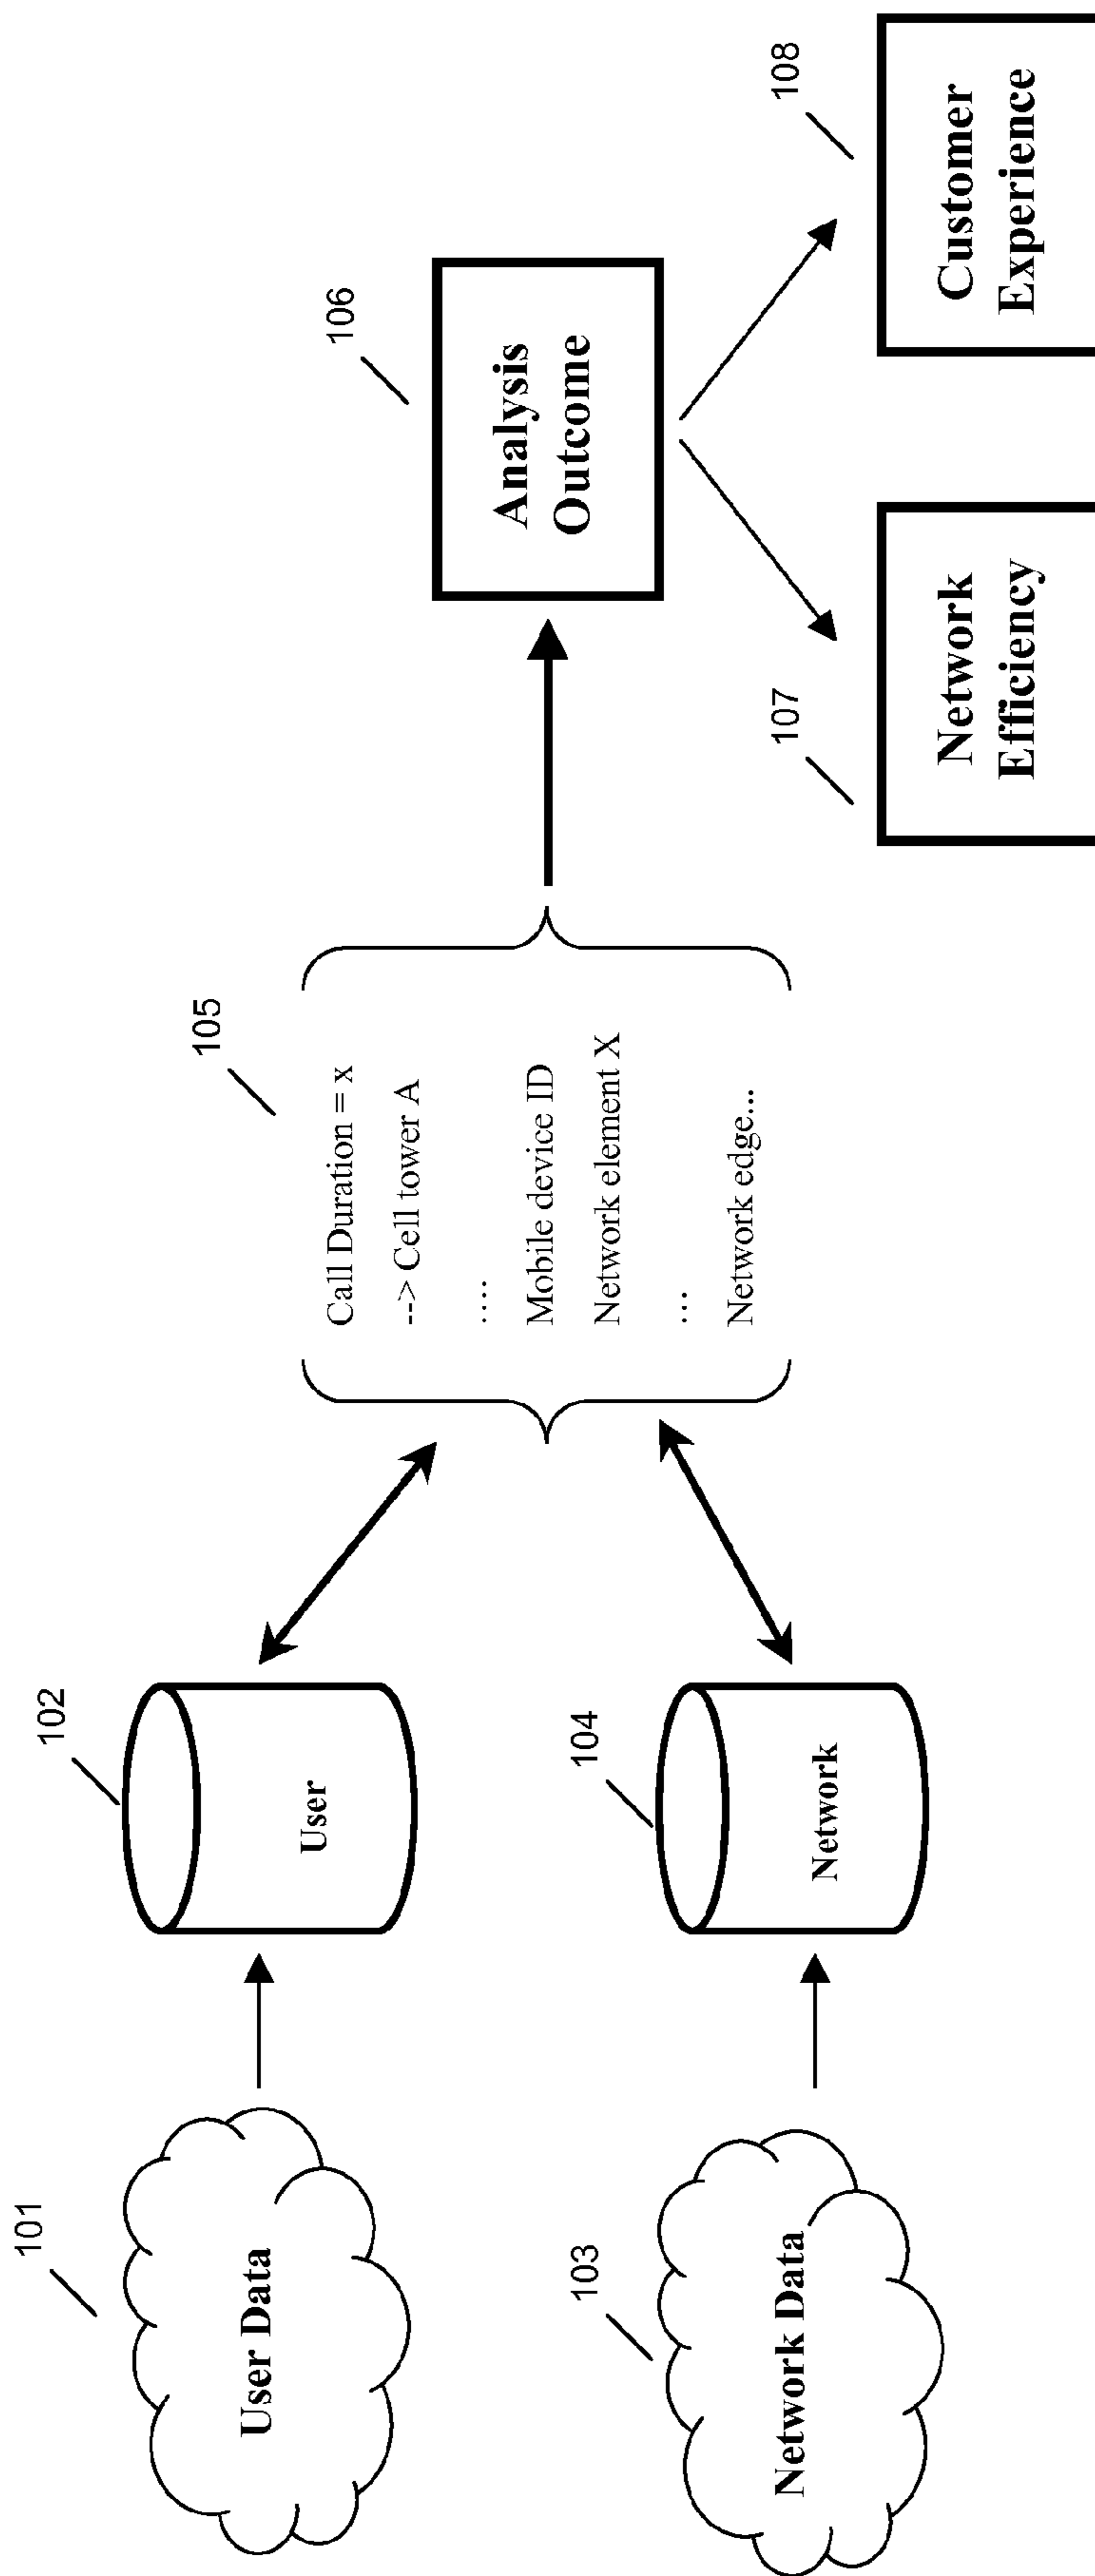 101
User Data
102
User
103
Network Data
104
Network
105
Call Duration = x
--> Cell tower A
....
Mobile device ID
Network element X
...
Network edge...
106
Analysis
Outcome
107
Network
Efficiency
108
Customer
Experience